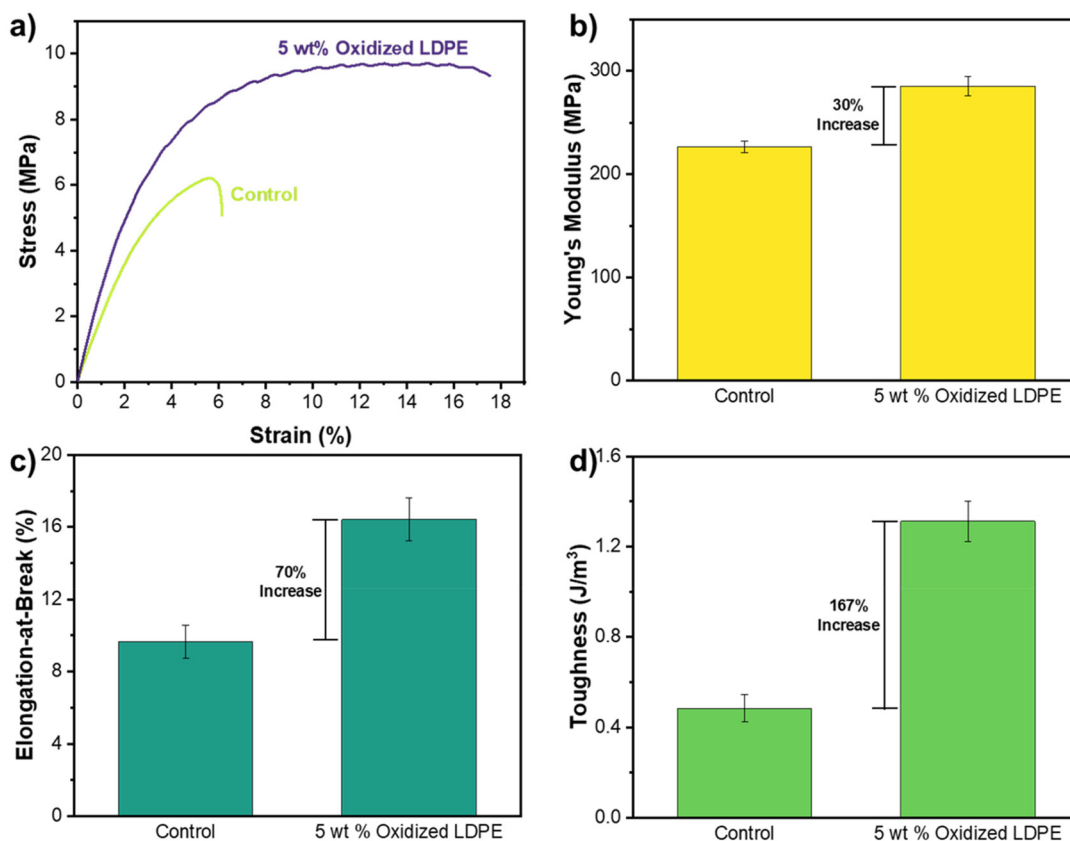 a)
5 wt% Oxidized LDPE
Control
Stress (MPa)
10
8
6
4
2
0
0 2 4 6 8 10 12 14 16 18
Strain (%)
b)
Young's Modulus (MPa)
300
200
100
0
30%
Increase
Control
5 wt % Oxidized LDPE
c)
Elongation-at-Break (%)
20
16
12
8
4
0
70%
Increase
Control
5 wt % Oxidized LDPE
d)
Toughness (J/m³)
1.6
1.2
0.8
0.4
0.0
167%
Increase
Control
5 wt % Oxidized LDPE